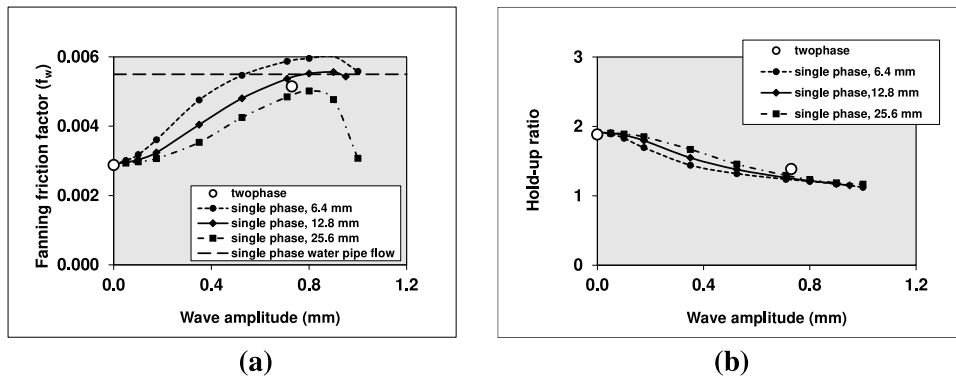 0.006
0.004
0.002
0.000
Fanning friction factor (f_w)
twophase
single phase, 6.4 mm
single phase, 12.8 mm
single phase, 25.6 mm
single phase water pipe flow
0.0 0.4 0.8 1.2
Wave amplitude (mm)
(a)
3
2
1
0
Hold-up ratio
twophase
single phase, 6.4 mm
single phase,12.8 mm
single phase, 25.6 mm
0.0 0.4 0.8 1.2
Wave amplitude (mm)
(b)